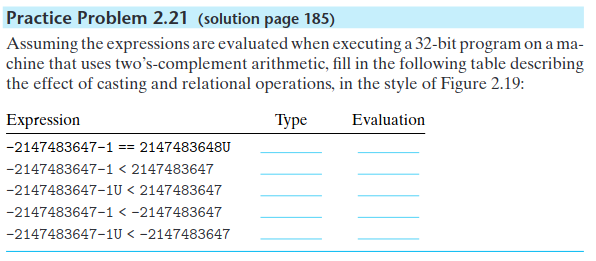 Practice Problem 2.21 (solution page 185)
Assuming the expressions are evaluated when executing a 32-bit program on a ma-
chine that uses two's-complement arithmetic, fill in the following table describing
the effect of casting and relational operations, in the style of Figure 2.19:
Expression Type Evaluation
-2147483647-1 == 2147483648U
-2147483647-1 < 2147483647
-2147483647-1U < 2147483647
-2147483647-1 < -2147483647
-2147483647-1U < -2147483647